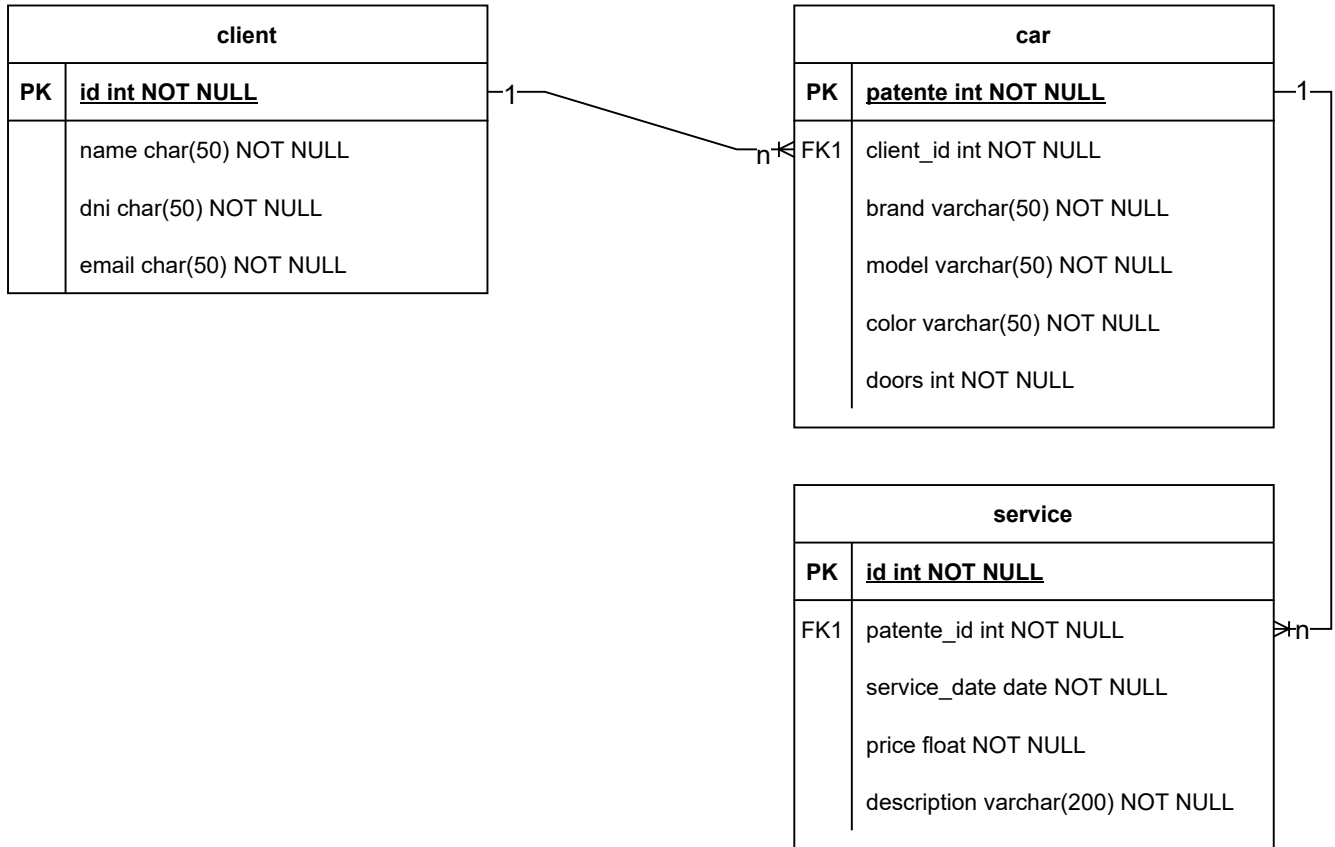 client
PK id int NOT NULL
name char(50) NOT NULL
dni char(50) NOT NULL
email char(50) NOT NULL
1
n
car
PK patente int NOT NULL
FK1 client_id int NOT NULL
brand varchar(50) NOT NULL
model varchar(50) NOT NULL
color varchar(50) NOT NULL
doors int NOT NULL
1
n
service
PK id int NOT NULL
FK1 patente_id int NOT NULL
service_date date NOT NULL
price float NOT NULL
description varchar(200) NOT NULL